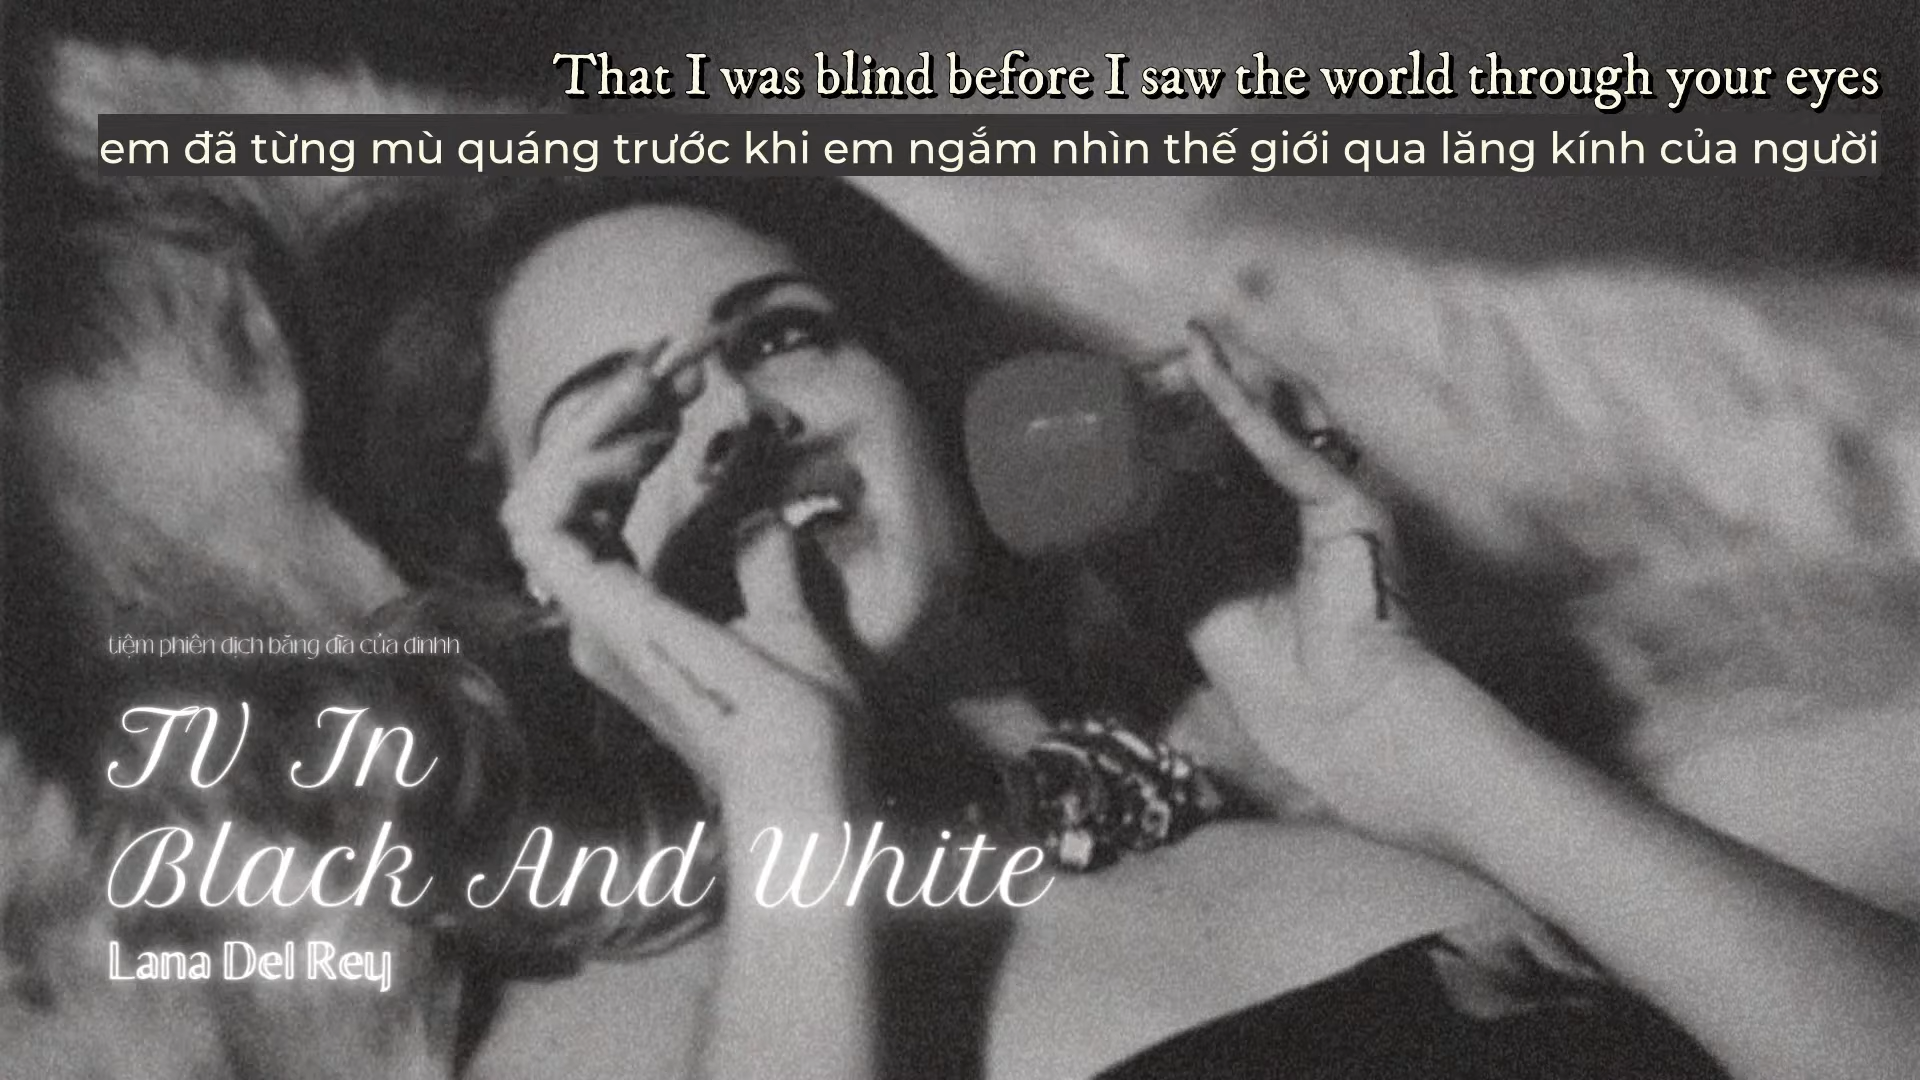 That I was blind before I saw the world through your eyes
em đã từng mù quáng trước khi em ngắm nhìn thế giới qua lăng kính của người
tiệm phiên dịch băng đĩa của đinhh
TV In
Black And White
Lana Del Rey